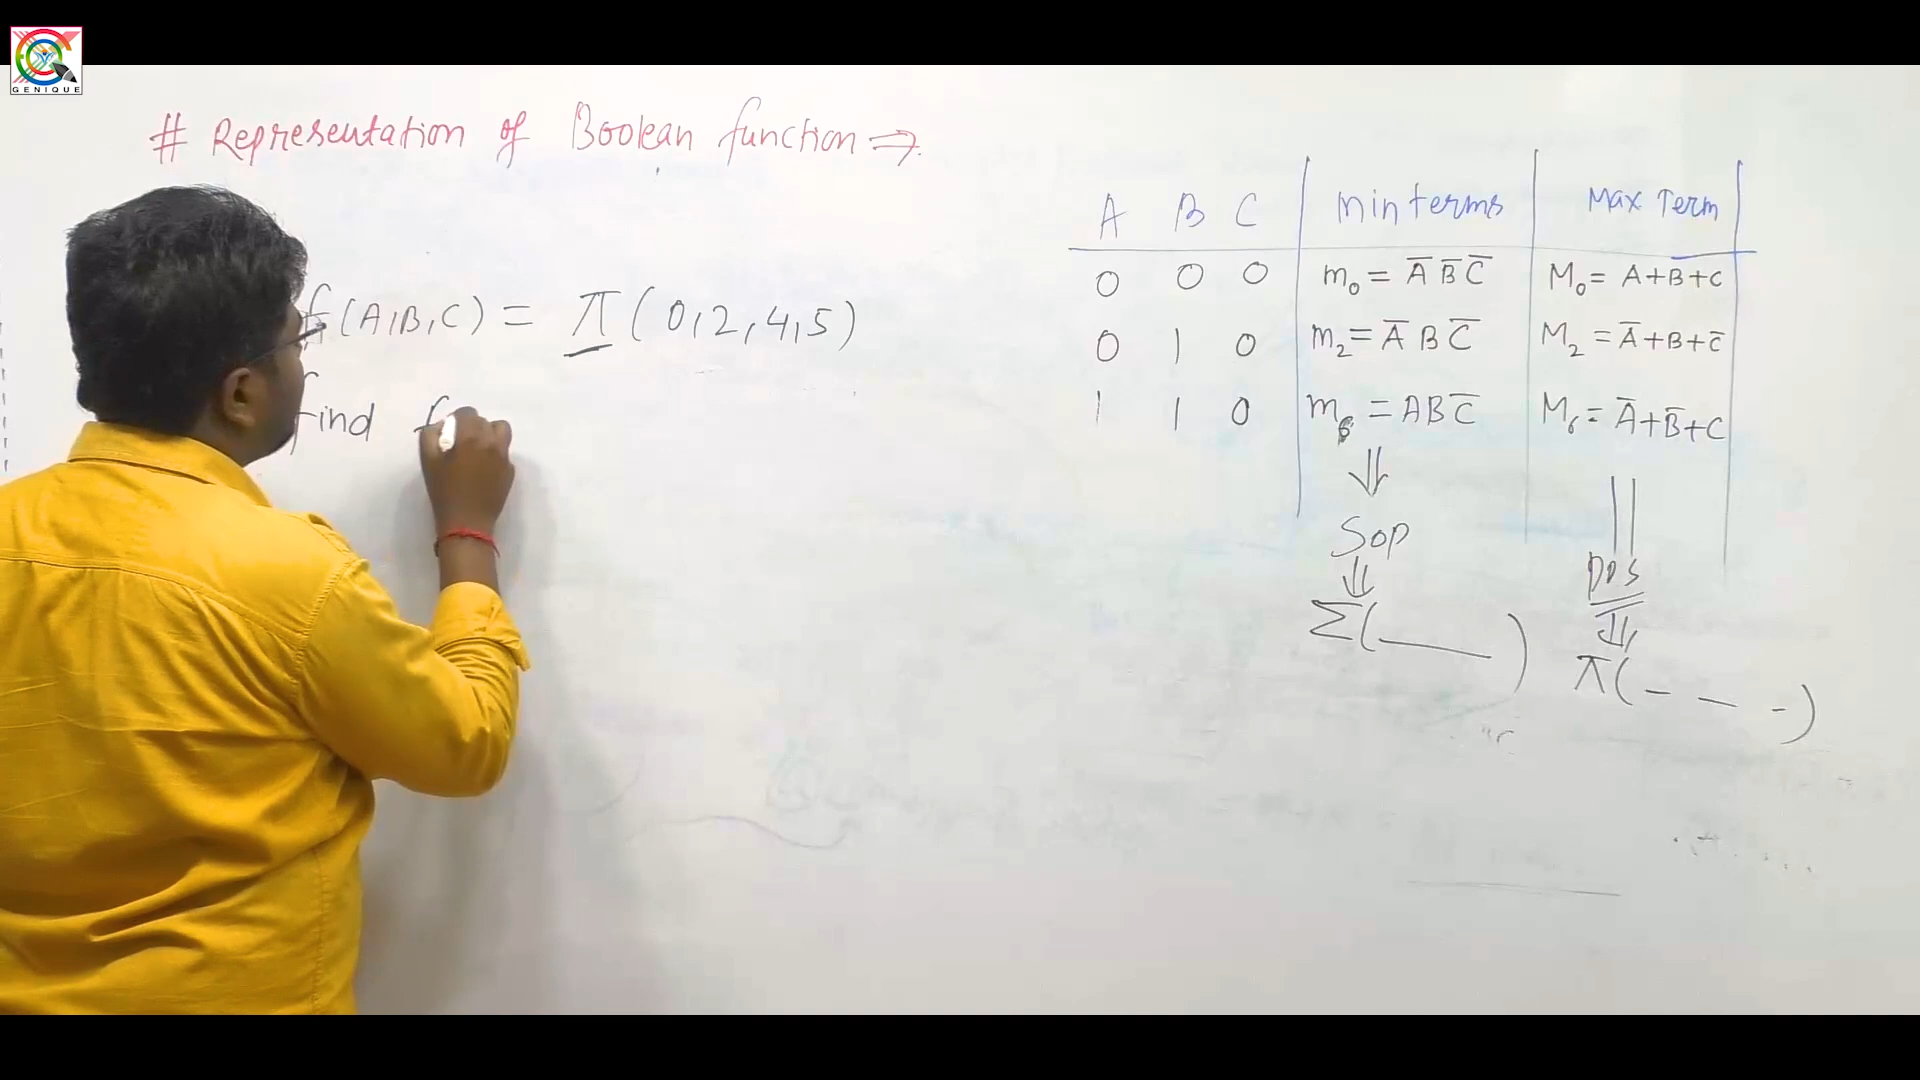 GENIQUE
# Representation of Boolean function ⇒
f(A,B,C) = π(0,2,4,5)
find f
A B C Minterms Max Term
0 0 0 m₀ = A̅ B̅ C̅ M₀ = A+B+C
0 1 0 m₂ = A̅ B C̅ M₂ = A̅+B+C̅
1 1 0 m₆ = A B C̅ M₆ = A̅+B̅+C
⇓
SOP POS
⇓ ⇓
Σ( ) π(_ _ _)